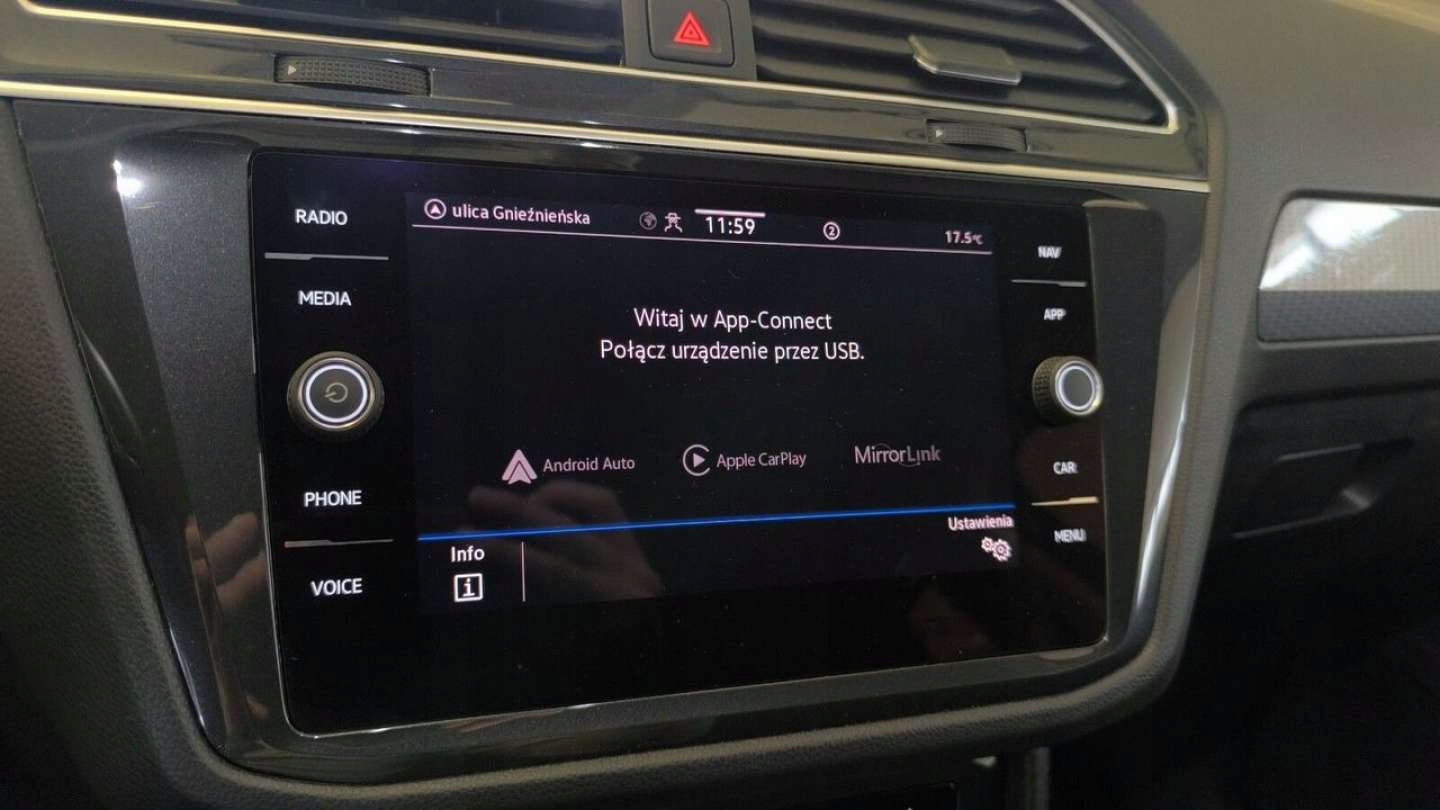 RADIO
MEDIA
PHONE
VOICE
ulica Gnieźnieńska
11:59
2
17.5°C
Witaj w App-Connect
Połącz urządzenie przez USB.
Android Auto
Apple CarPlay
MirrorLink
Info
i
Ustawienia
NAV
APP
CAR
MENU